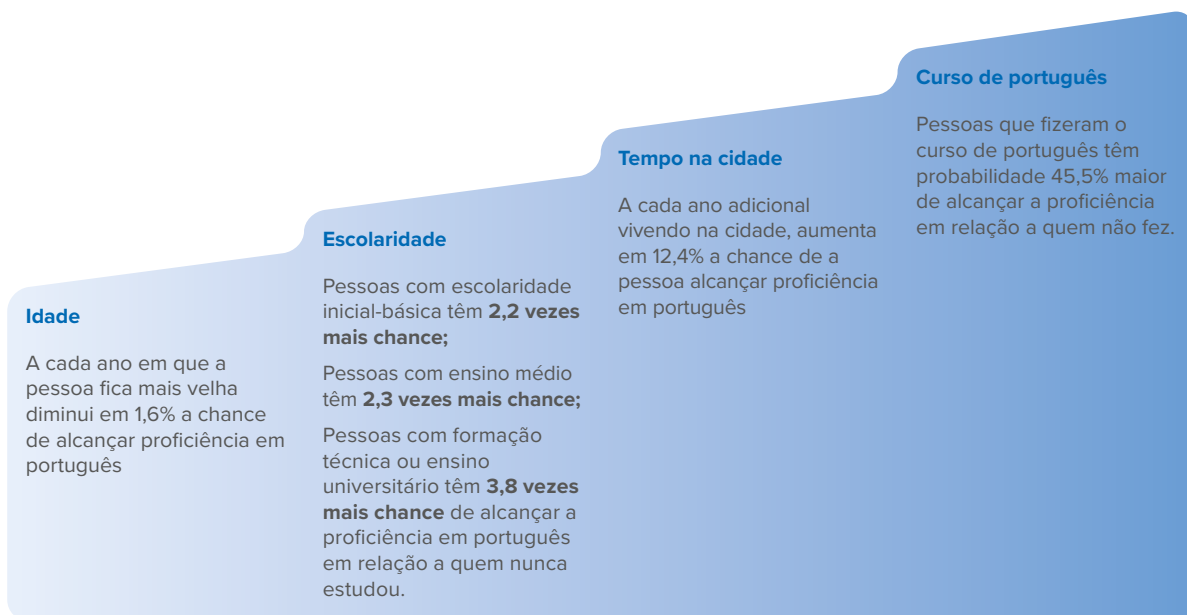 Idade
A cada ano em que a
pessoa fica mais velha
diminui em 1,6% a chance
de alcançar proficiência em
português
Escolaridade
Pessoas com escolaridade
inicial-básica têm 2,2 vezes
mais chance;
Pessoas com ensino médio
têm 2,3 vezes mais chance;
Pessoas com formação
técnica ou ensino
universitário têm 3,8 vezes
mais chance de alcançar a
proficiência em português
em relação a quem nunca
estudou.
Tempo na cidade
A cada ano adicional
vivendo na cidade, aumenta
em 12,4% a chance de a
pessoa alcançar proficiência
em português
Curso de português
Pessoas que fizeram o
curso de português têm
probabilidade 45,5% maior
de alcançar a proficiência
em relação a quem não fez.